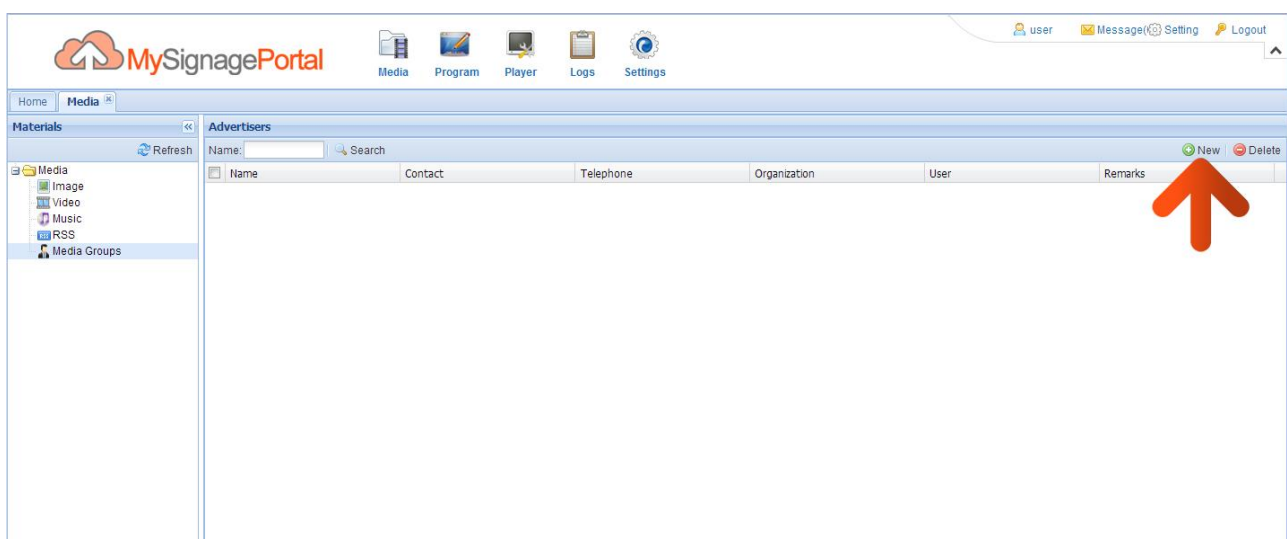 user Message( Setting Logout
MySignagePortal
Media Program Player Logs Settings
Home Media
Materials
Refresh
Media
Image
Video
Music
RSS
Media Groups
Advertisers
Name: Search New Delete
Name Contact Telephone Organization User Remarks